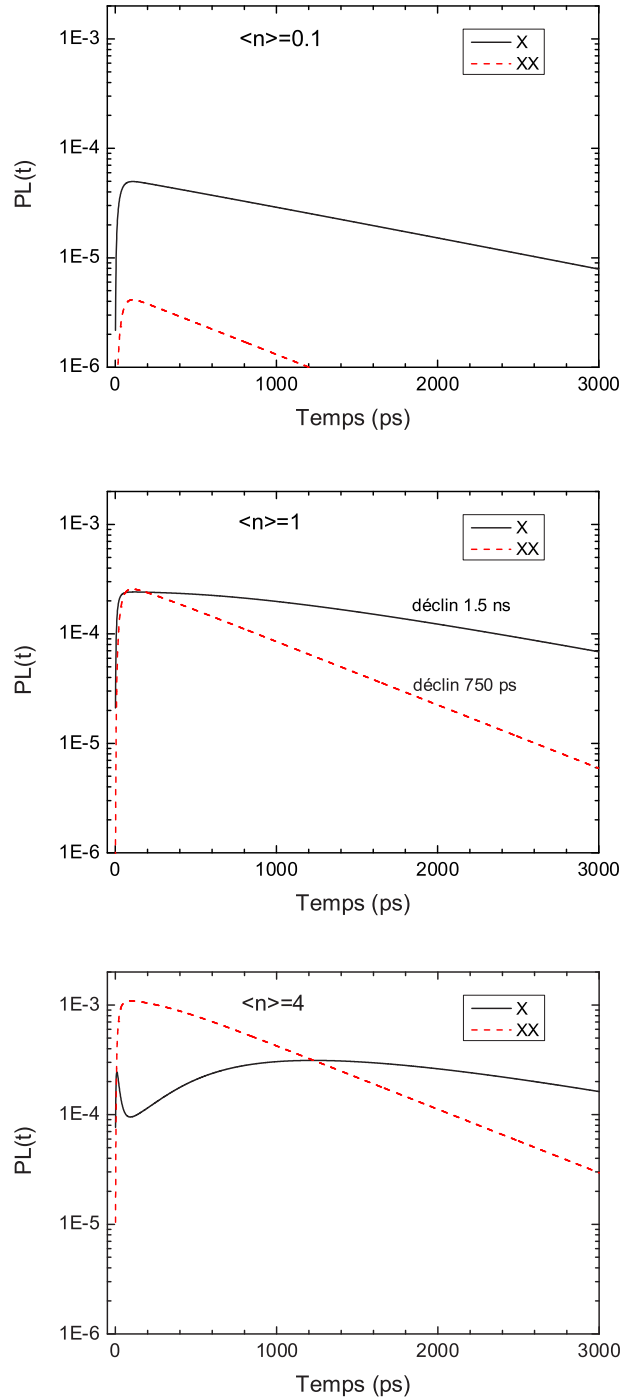 <n>=0.1
X
XX
1E-3
1E-4
1E-5
1E-6
PL(t)
0
1000
2000
3000
Temps (ps)
<n>=1
X
XX
déclin 1.5 ns
déclin 750 ps
1E-3
1E-4
1E-5
1E-6
PL(t)
0
1000
2000
3000
Temps (ps)
<n>=4
X
XX
1E-3
1E-4
1E-5
1E-6
PL(t)
0
1000
2000
3000
Temps (ps)